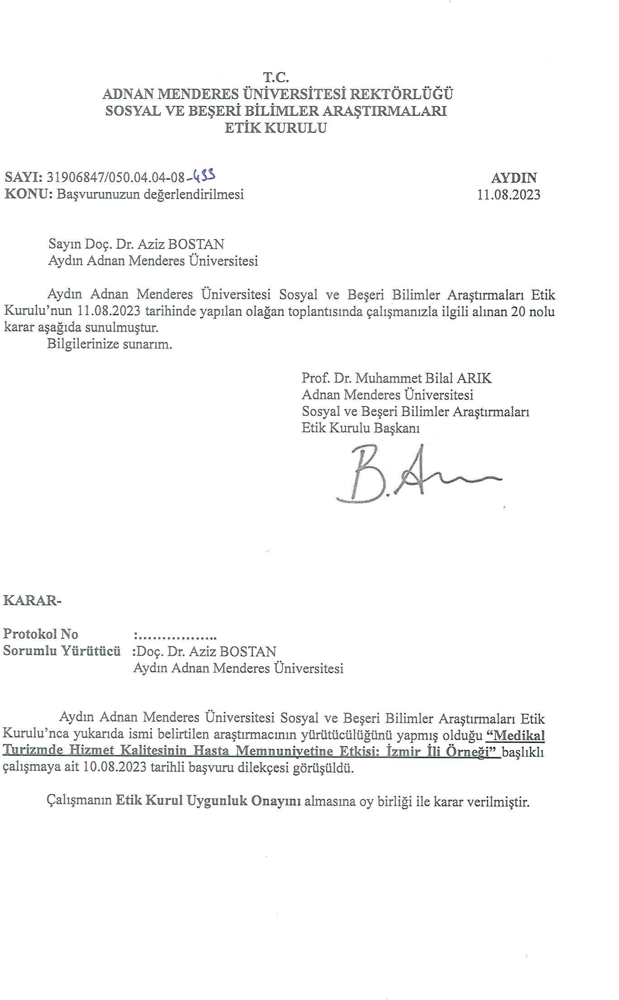 T.C.
ADNAN MENDERES ÜNİVERSİTESİ REKTÖRLÜĞÜ
SOSYAL VE BEŞERİ BİLİMLER ARAŞTIRMALARI
ETİK KURULU
SAYI: 31906847/050.04.04-08-433
AYDIN
KONU: Başvurunuzun değerlendirilmesi
11.08.2023
Sayın Doç. Dr. Aziz BOSTAN
Aydın Adnan Menderes Üniversitesi
Aydın Adnan Menderes Üniversitesi Sosyal ve Beşeri Bilimler Araştırmaları Etik
Kurulu’nun 11.08.2023 tarihinde yapılan olağan toplantısında çalışmanızla ilgili alınan 20 nolu
karar aşağıda sunulmuştur.
Bilgilerinize sunarım.
Prof. Dr. Muhammet Bilal ARIK
Adnan Menderes Üniversitesi
Sosyal ve Beşeri Bilimler Araştırmaları
Etik Kurulu Başkanı
KARAR-
Protokol No :..................
Sorumlu Yürütücü :Doç. Dr. Aziz BOSTAN
Aydın Adnan Menderes Üniversitesi
Aydın Adnan Menderes Üniversitesi Sosyal ve Beşeri Bilimler Araştırmaları Etik
Kurulu’nca yukarıda ismi belirtilen araştırmacının yürütücülüğünü yapmış olduğu “Medikal
Turizmde Hizmet Kalitesinin Hasta Memnuniyetine Etkisi: İzmir İli Örneği” başlıklı
çalışmaya ait 10.08.2023 tarihli başvuru dilekçesi görüşüldü.
Çalışmanın Etik Kurul Uygunluk Onayını almasına oy birliği ile karar verilmiştir.